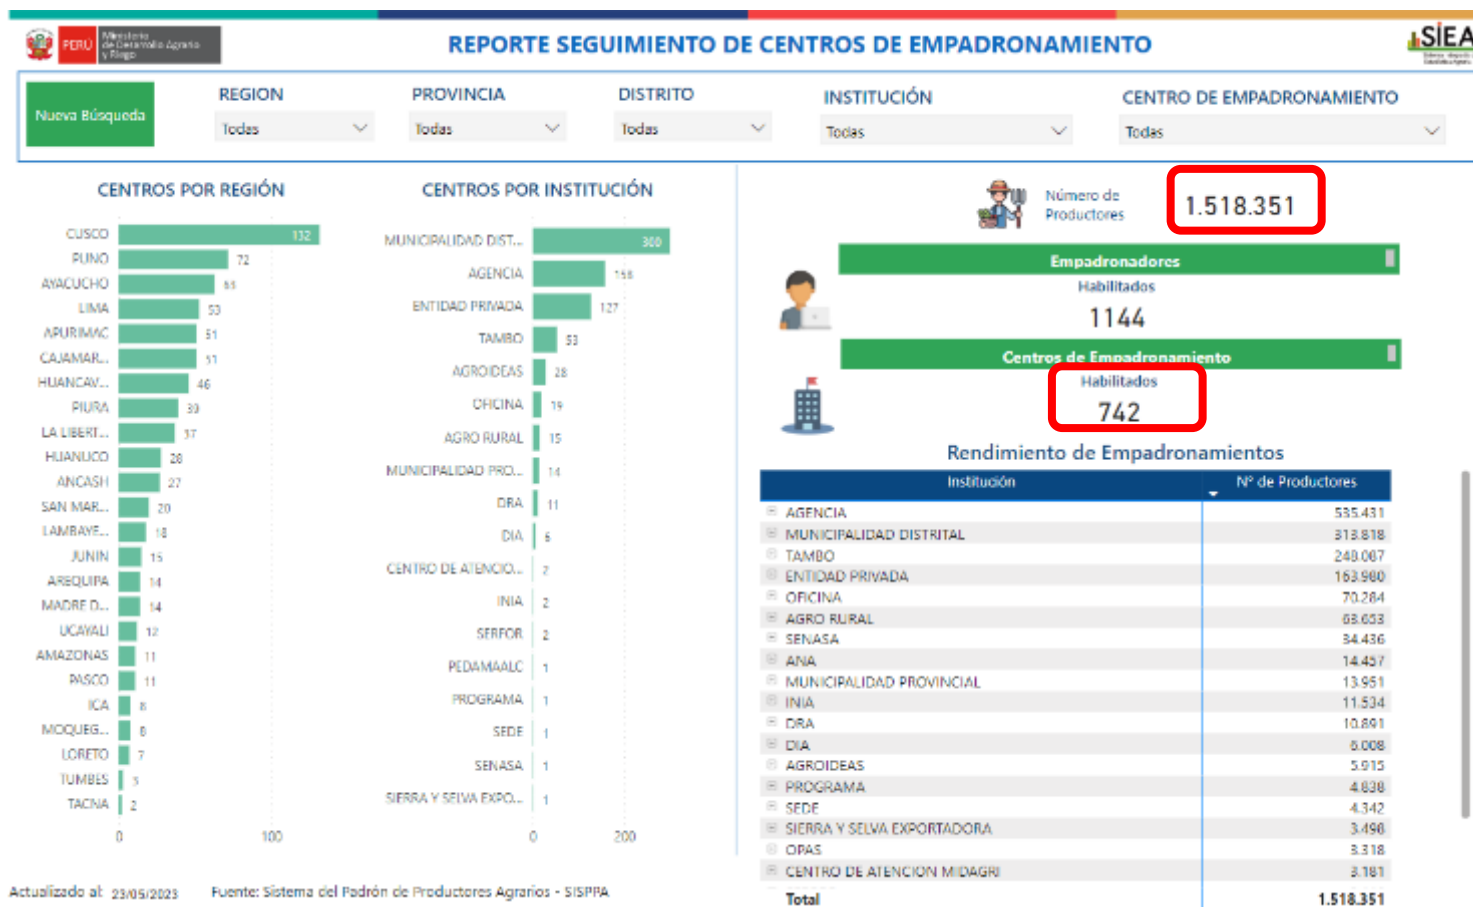 PERÚ
Ministerio
de Desarrollo Agrario
y Riego
REPORTE SEGUIMIENTO DE CENTROS DE EMPADRONAMIENTO
SIEA
Nueva Búsqueda
REGION
Todas
PROVINCIA
Todas
DISTRITO
Todas
INSTITUCIÓN
Todas
CENTRO DE EMPADRONAMIENTO
Todas
CENTROS POR REGIÓN
CUSCO 132
PUNO 72
AYACUCHO
LIMA 53
APURIMAC 51
CAJAMAR... 51
HUANCAV... 46
PIURA 39
LA LIBERT... 37
HUANUCO 28
ANCASH 27
SAN MAR... 20
LAMBAYE... 18
JUNIN 15
AREQUIPA 14
MADRE D... 14
UCAYALI 12
AMAZONAS 11
PASCO 11
ICA 8
MOQUEG... 8
LORETO 7
TUMBES 3
TACNA 2
0 100
CENTROS POR INSTITUCIÓN
MUNICIPALIDAD DIST... 300
AGENCIA 158
ENTIDAD PRIVADA 127
TAMBO 53
AGROIDEAS 28
OFICINA 19
AGRO RURAL 15
MUNICIPALIDAD PRO... 14
DRA 11
DIA 6
CENTRO DE ATENCIO... 2
INIA 2
SERFOR 2
PEDAMAALC 1
PROGRAMA 1
SEDE 1
SENASA 1
SIERRA Y SELVA EXPO... 1
0 200
Número de
Productores
1.518.351
Empadronadores
Habilitados
1144
Centros de Empadronamiento
Habilitados
742
Rendimiento de Empadronamientos
Institución Nº de Productores
AGENCIA 535.431
MUNICIPALIDAD DISTRITAL 313.818
TAMBO 248.087
ENTIDAD PRIVADA 163.980
OFICINA 70.284
AGRO RURAL 63.653
SENASA 34.436
ANA 14.457
MUNICIPALIDAD PROVINCIAL 13.951
INIA 11.534
DRA 10.891
DIA 6.008
AGROIDEAS 5.915
PROGRAMA 4.838
SEDE 4.342
SIERRA Y SELVA EXPORTADORA 3.498
OPAS 3.318
CENTRO DE ATENCION MIDAGRI 3.181
Total 1.518.351
Actualizado al: 23/05/2023
Fuente: Sistema del Padrón de Productores Agrarios - SISPPA